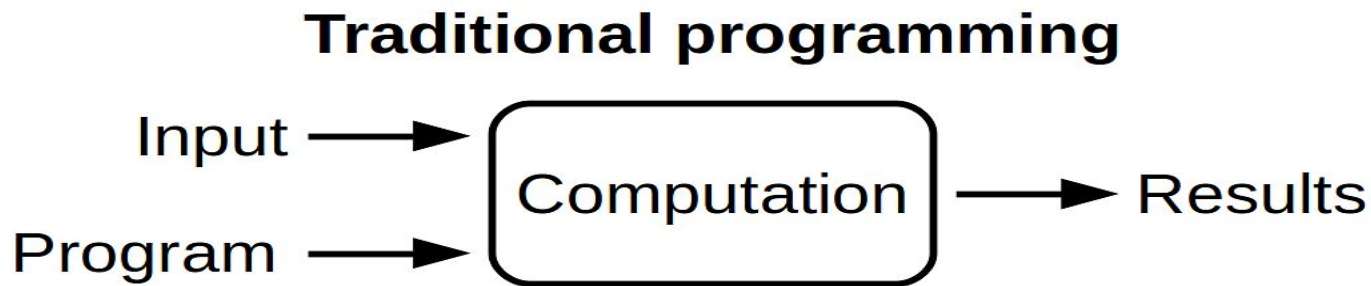 Traditional programming
Input
Computation
Results
Program